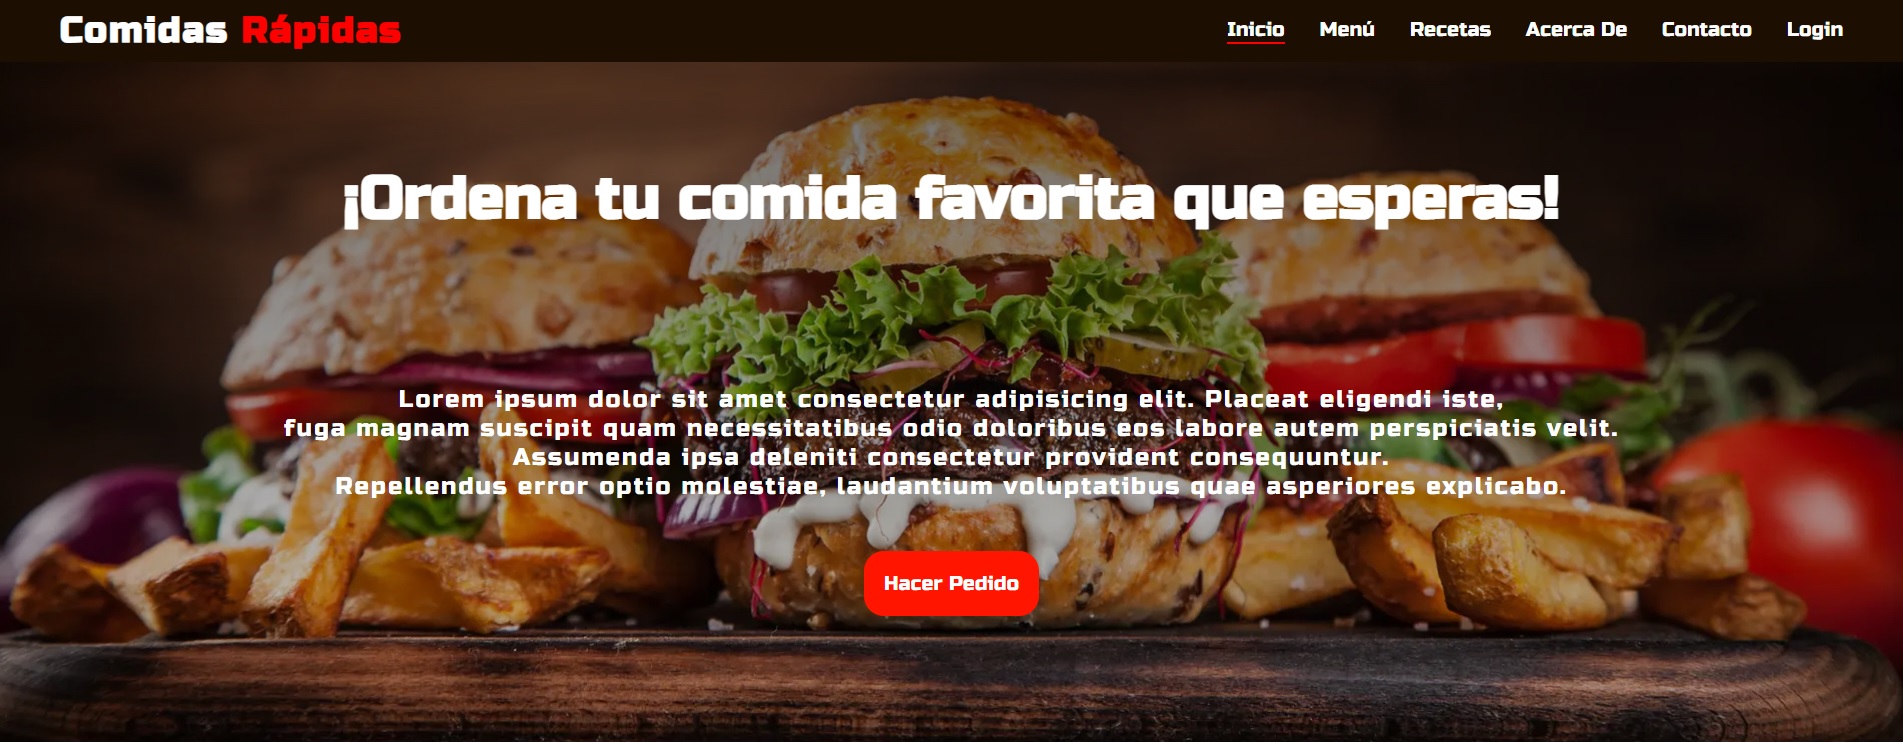 Comidas Rápidas
Inicio Menú Recetas Acerca De Contacto Login
¡Ordena tu comida favorita que esperas!
Lorem ipsum dolor sit amet consectetur adipisicing elit. Placeat eligendi iste,
fuga magnam suscipit quam necessitatibus odio doloribus eos labore autem perspiciatis velit.
Assumenda ipsa deleniti consectetur provident consequuntur.
Repellendus error optio molestiae, laudantium voluptatibus quae asperiores explicabo.
Hacer Pedido